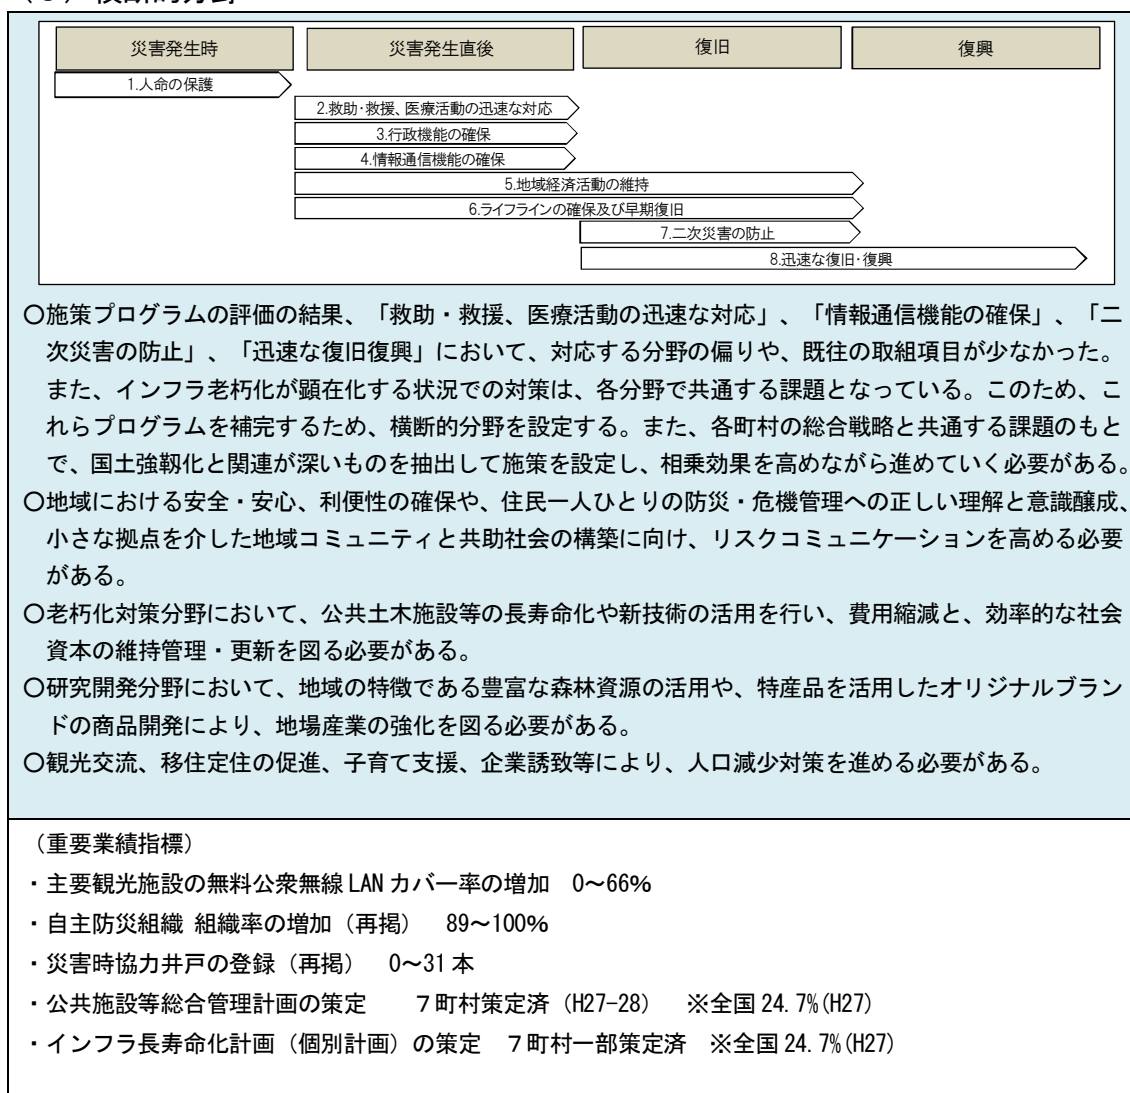 災害発生時
災害発生直後
復旧
復興
1.人命の保護
2.救助・救援、医療活動の迅速な対応
3.行政機能の確保
4.情報通信機能の確保
5.地域経済活動の維持
6.ライフラインの確保及び早期復旧
7.二次災害の防止
8.迅速な復旧・復興
〇施策プログラムの評価の結果、「救助・救援、医療活動の迅速な対応」、「情報通信機能の確保」、「二
次災害の防止」、「迅速な復旧復興」において、対応する分野の偏りや、既往の取組項目が少なかった。
また、インフラ老朽化が顕在化する状況での対策は、各分野で共通する課題となっている。このため、こ
れらプログラムを補完するため、横断的分野を設定する。また、各町村の総合戦略と共通する課題のもと
で、国土強靱化と関連が深いものを抽出して施策を設定し、相乗効果を高めながら進めていく必要がある。
〇地域における安全・安心、利便性の確保や、住民一人ひとりの防災・危機管理への正しい理解と意識醸成、
小さな拠点を介した地域コミュニティと共助社会の構築に向け、リスクコミュニケーションを高める必要
がある。
〇老朽化対策分野において、公共土木施設等の長寿命化や新技術の活用を行い、費用縮減と、効率的な社会
資本の維持管理・更新を図る必要がある。
〇研究開発分野において、地域の特徴である豊富な森林資源の活用や、特産品を活用したオリジナルブラン
ドの商品開発により、地場産業の強化を図る必要がある。
〇観光交流、移住定住の促進、子育て支援、企業誘致等により、人口減少対策を進める必要がある。
（重要業績指標）
・主要観光施設の無料公衆無線 LAN カバー率の増加　0～66%
・自主防災組織 組織率の増加（再掲）　89～100%
・災害時協力井戸の登録（再掲）　0～31 本
・公共施設等総合管理計画の策定　　７町村策定済（H27-28）　※全国 24.7%(H27)
・インフラ長寿命化計画（個別計画）の策定　７町村一部策定済　※全国 24.7%(H27)